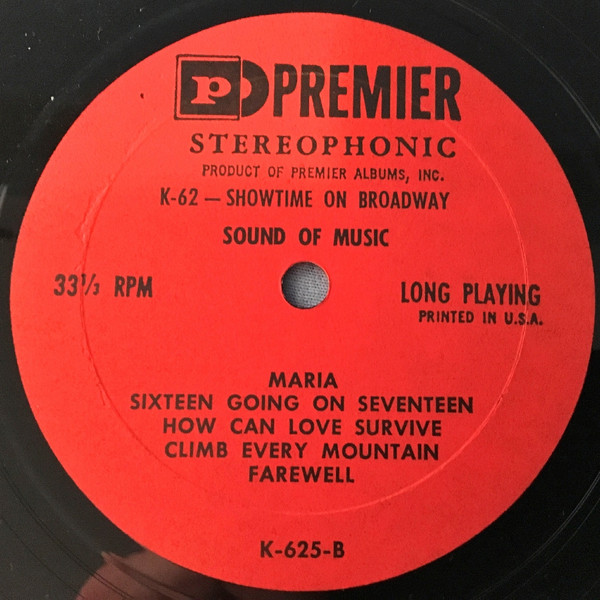 P PREMIER
STEREOPHONIC
PRODUCT OF PREMIER ALBUMS, INC.
K-62 — SHOWTIME ON BROADWAY
SOUND OF MUSIC
33⅓ RPM
LONG PLAYING
PRINTED IN U.S.A.
MARIA
SIXTEEN GOING ON SEVENTEEN
HOW CAN LOVE SURVIVE
CLIMB EVERY MOUNTAIN
FAREWELL
K-625-B